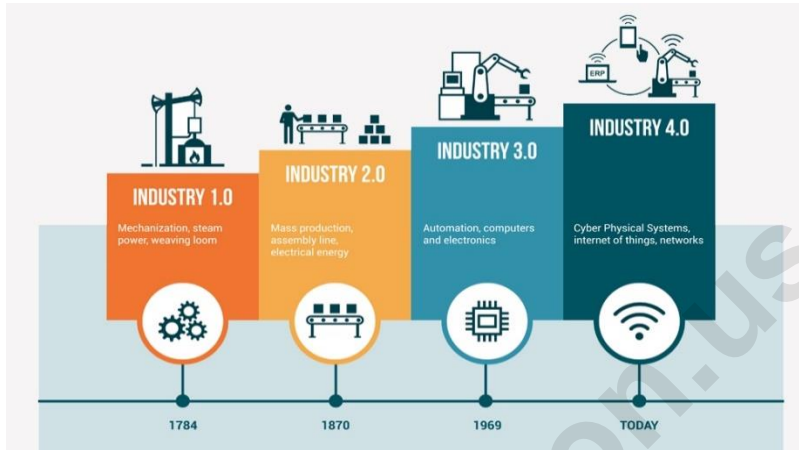 ERP
INDUSTRY 1.0
Mechanization, steam
power, weaving loom
INDUSTRY 2.0
Mass production,
assembly line,
electrical energy
INDUSTRY 3.0
Automation, computers
and electronics
INDUSTRY 4.0
Cyber Physical Systems,
internet of things, networks
1784
1870
1969
TODAY
on.us